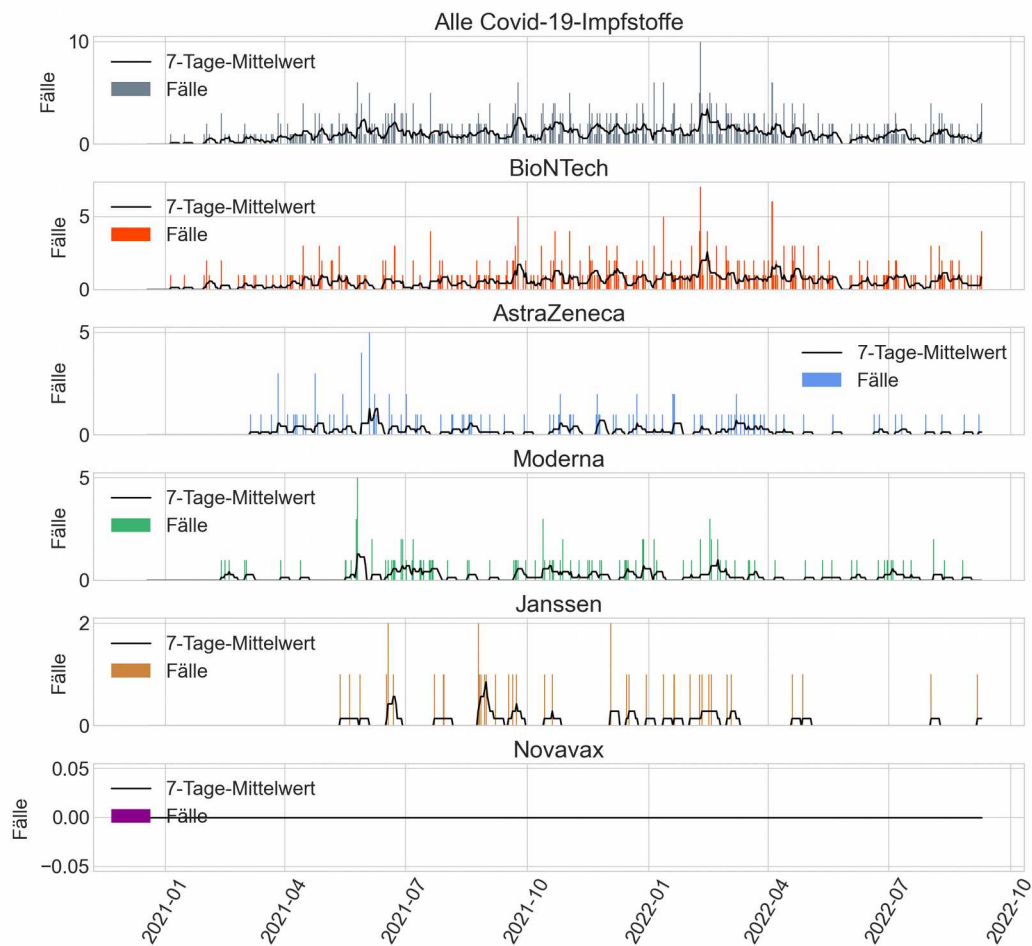 Alle Covid-19-Impfstoffe
10
0
Fälle
7-Tage-Mittelwert
Fälle
BioNTech
5
0
Fälle
7-Tage-Mittelwert
Fälle
AstraZeneca
5
0
Fälle
7-Tage-Mittelwert
Fälle
Moderna
5
0
Fälle
7-Tage-Mittelwert
Fälle
Janssen
2
0
Fälle
7-Tage-Mittelwert
Fälle
Novavax
0.05
0.00
−0.05
Fälle
7-Tage-Mittelwert
Fälle
2021-01
2021-04
2021-07
2021-10
2022-01
2022-04
2022-07
2022-10